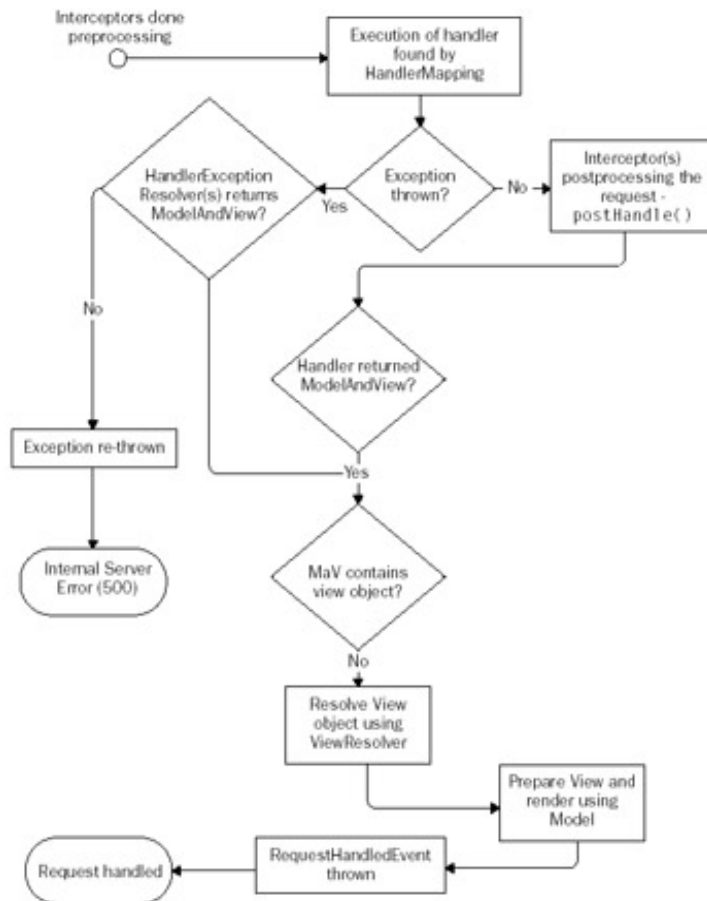 Interceptors done
preprocessing
Execution of handler
found by
HandlerMapping
HandlerException
Resolver(s) returns
ModelAndView?
Yes
Exception
thrown?
No
Interceptor(s)
postprocessing the
request -
postHandle()
No
Handler returned
ModelAndView?
Exception re-thrown
Yes
Internal Server
Error (500)
MaV contains
view object?
No
Resolve View
object using
ViewResolver
Prepare View and
render using
Model
RequestHandledEvent
thrown
Request handled